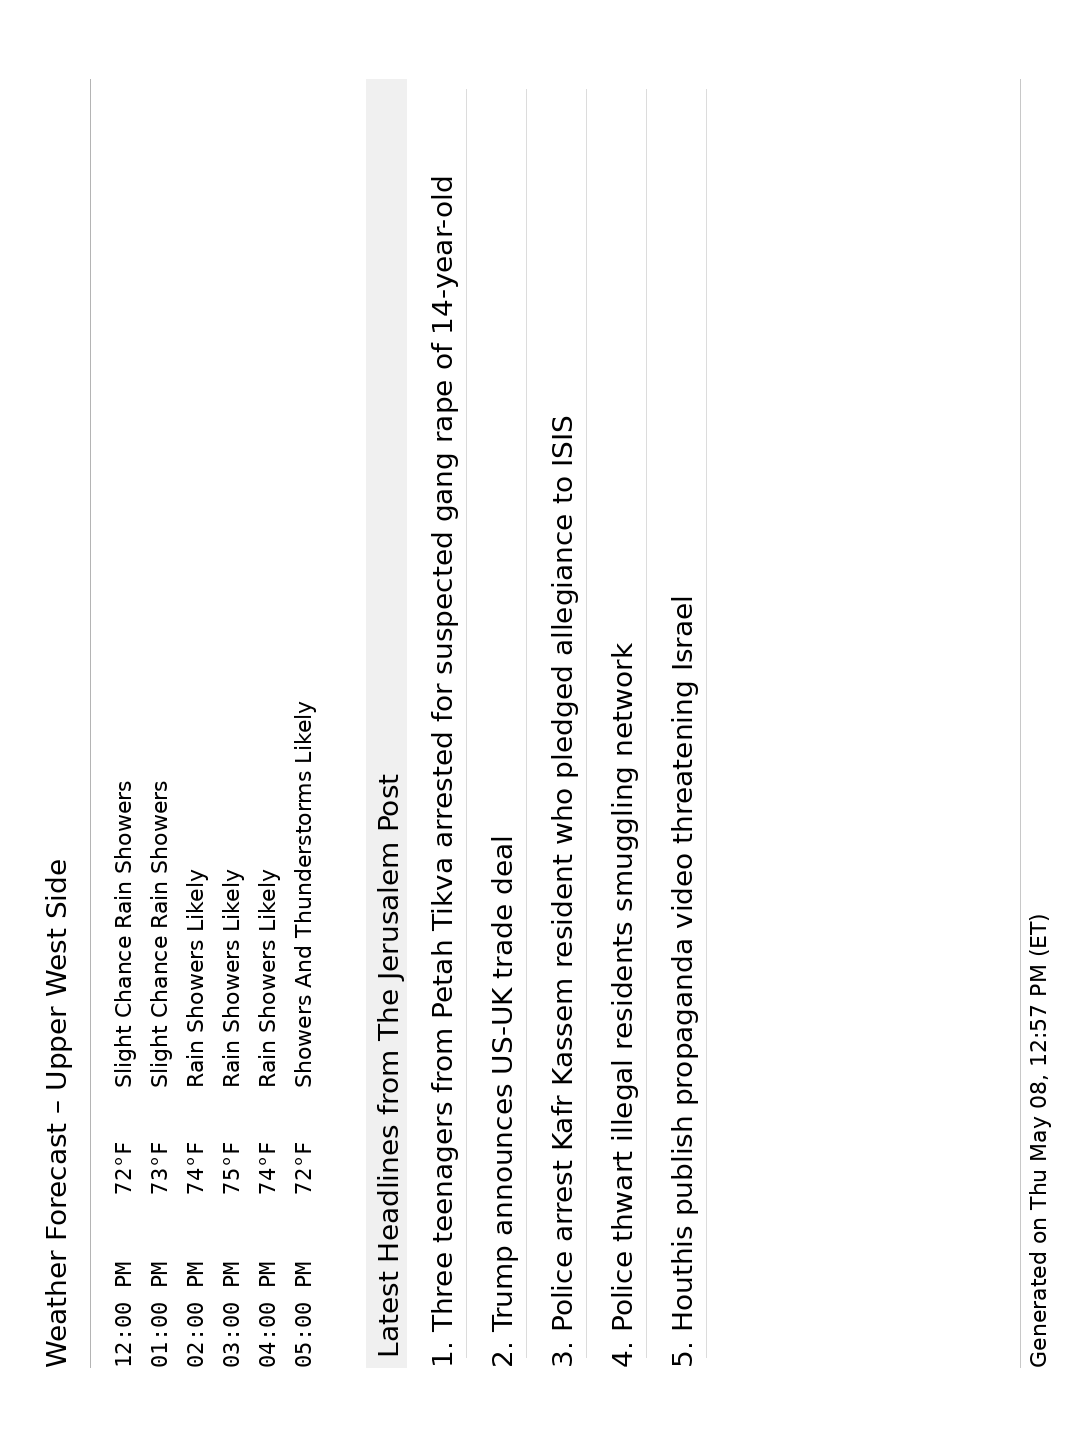 Weather Forecast – Upper West Side
12:00 PM 72°F Slight Chance Rain Showers
01:00 PM 73°F Slight Chance Rain Showers
02:00 PM 74°F Rain Showers Likely
03:00 PM 75°F Rain Showers Likely
04:00 PM 74°F Rain Showers Likely
05:00 PM 72°F Showers And Thunderstorms Likely
Latest Headlines from The Jerusalem Post
1. Three teenagers from Petah Tikva arrested for suspected gang rape of 14-year-old
2. Trump announces US-UK trade deal
3. Police arrest Kafr Kassem resident who pledged allegiance to ISIS
4. Police thwart illegal residents smuggling network
5. Houthis publish propaganda video threatening Israel
Generated on Thu May 08, 12:57 PM (ET)